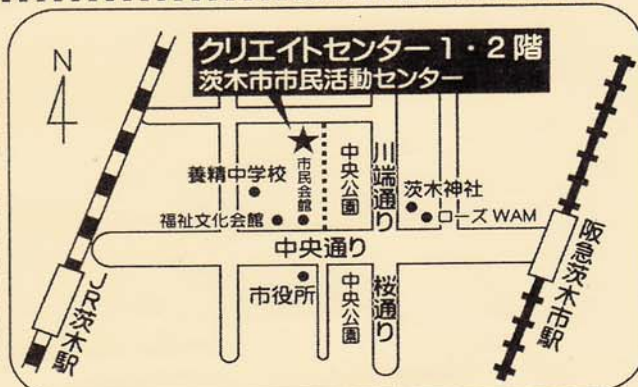 N
クリエイトセンター1・2階
茨木市市民活動センター
養精中学校
市民会館
中央公園
川端通り
茨木神社
ローズWAM
福祉文化会館
中央通り
市役所
中央公園
桜通り
JR茨木駅
阪急茨木市駅